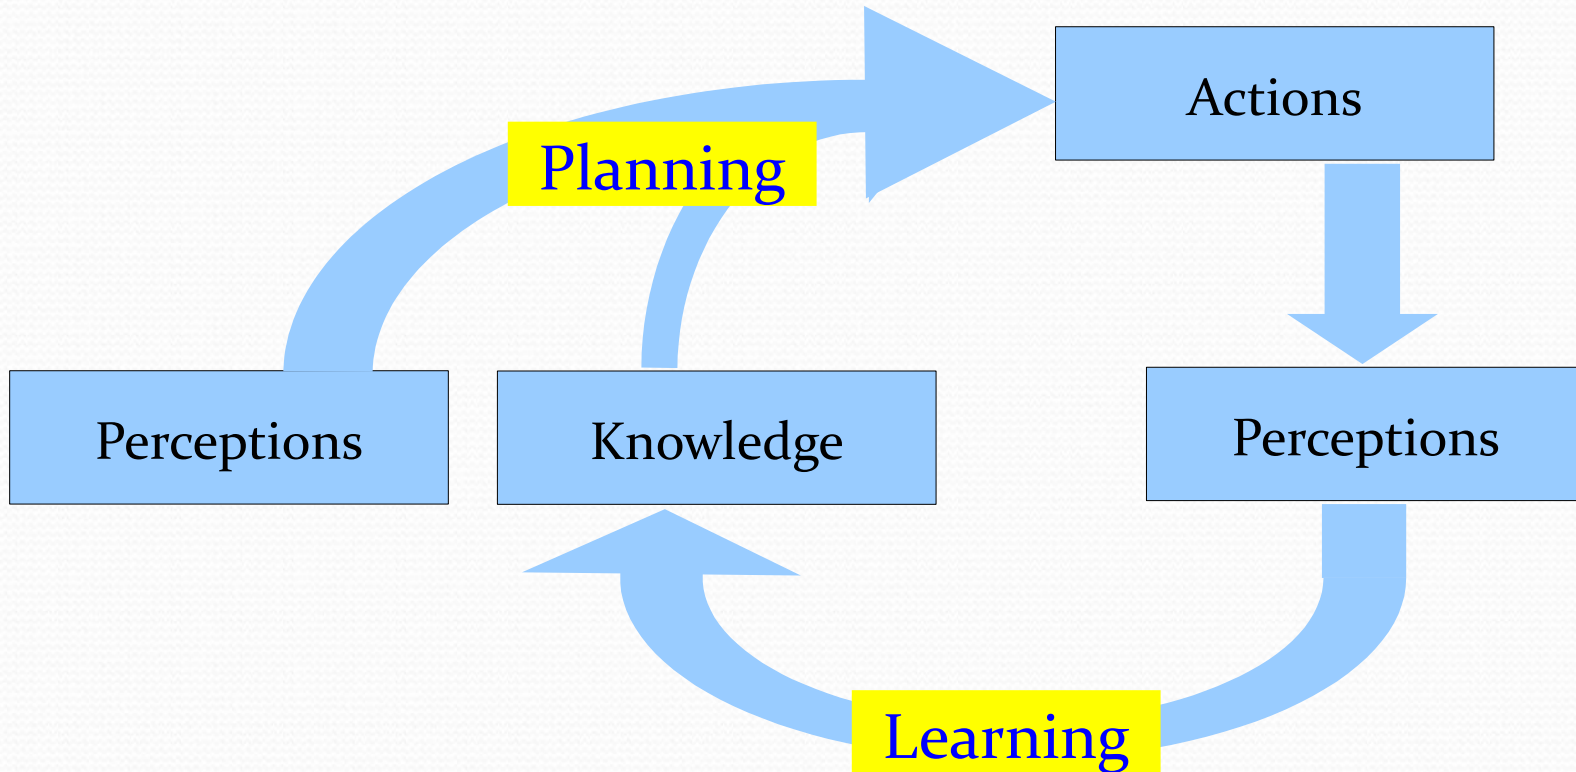 Actions
Planning
Perceptions
Knowledge
Perceptions
Learning